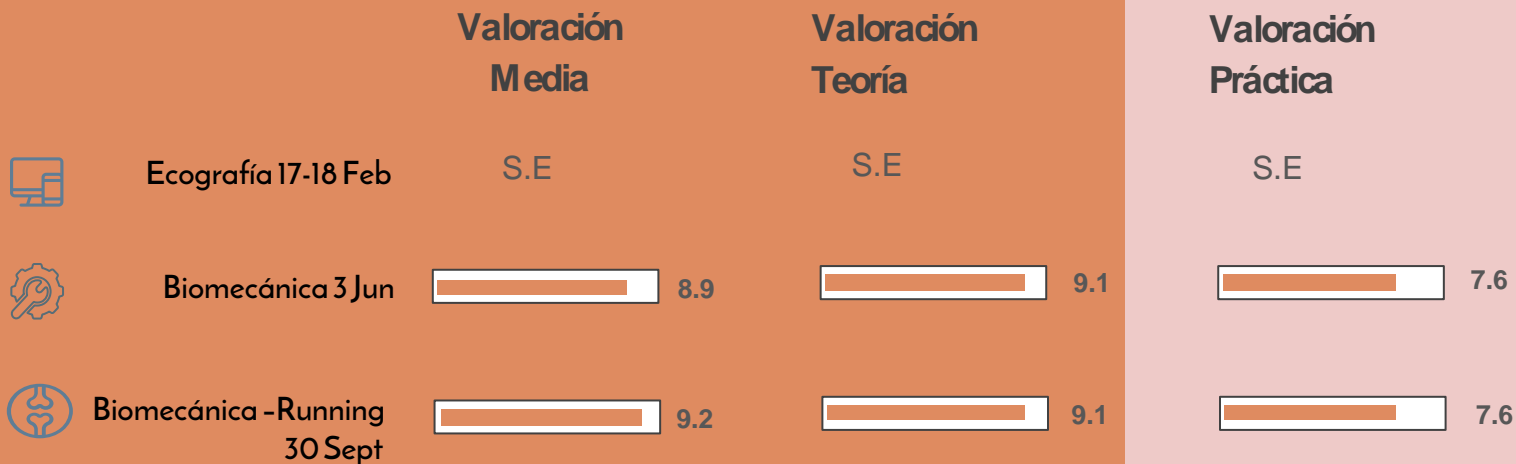 Valoración Media
Valoración Teoría
Valoración Práctica
Ecografía 17-18 Feb
S.E
S.E
S.E
Biomecánica 3 Jun
8.9
9.1
7.6
Biomecánica -Running
30 Sept
9.2
9.1
7.6